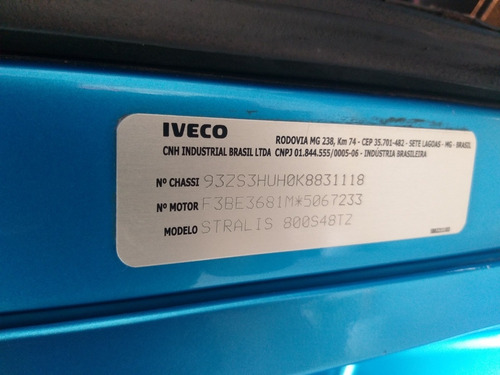 IVECO
RODOVIA MG 238, Km 74 - CEP 35.701-482 - SETE LAGOAS - MG - BRASIL
CNH INDUSTRIAL BRASIL LTDA CNPJ 01.844.555/0005-06 - INDÚSTRIA BRASILEIRA
Nº CHASSI 93ZS3HUH0K8831118
Nº MOTOR F3BE3681M*5067233
MODELO STRALIS 800S48TZ